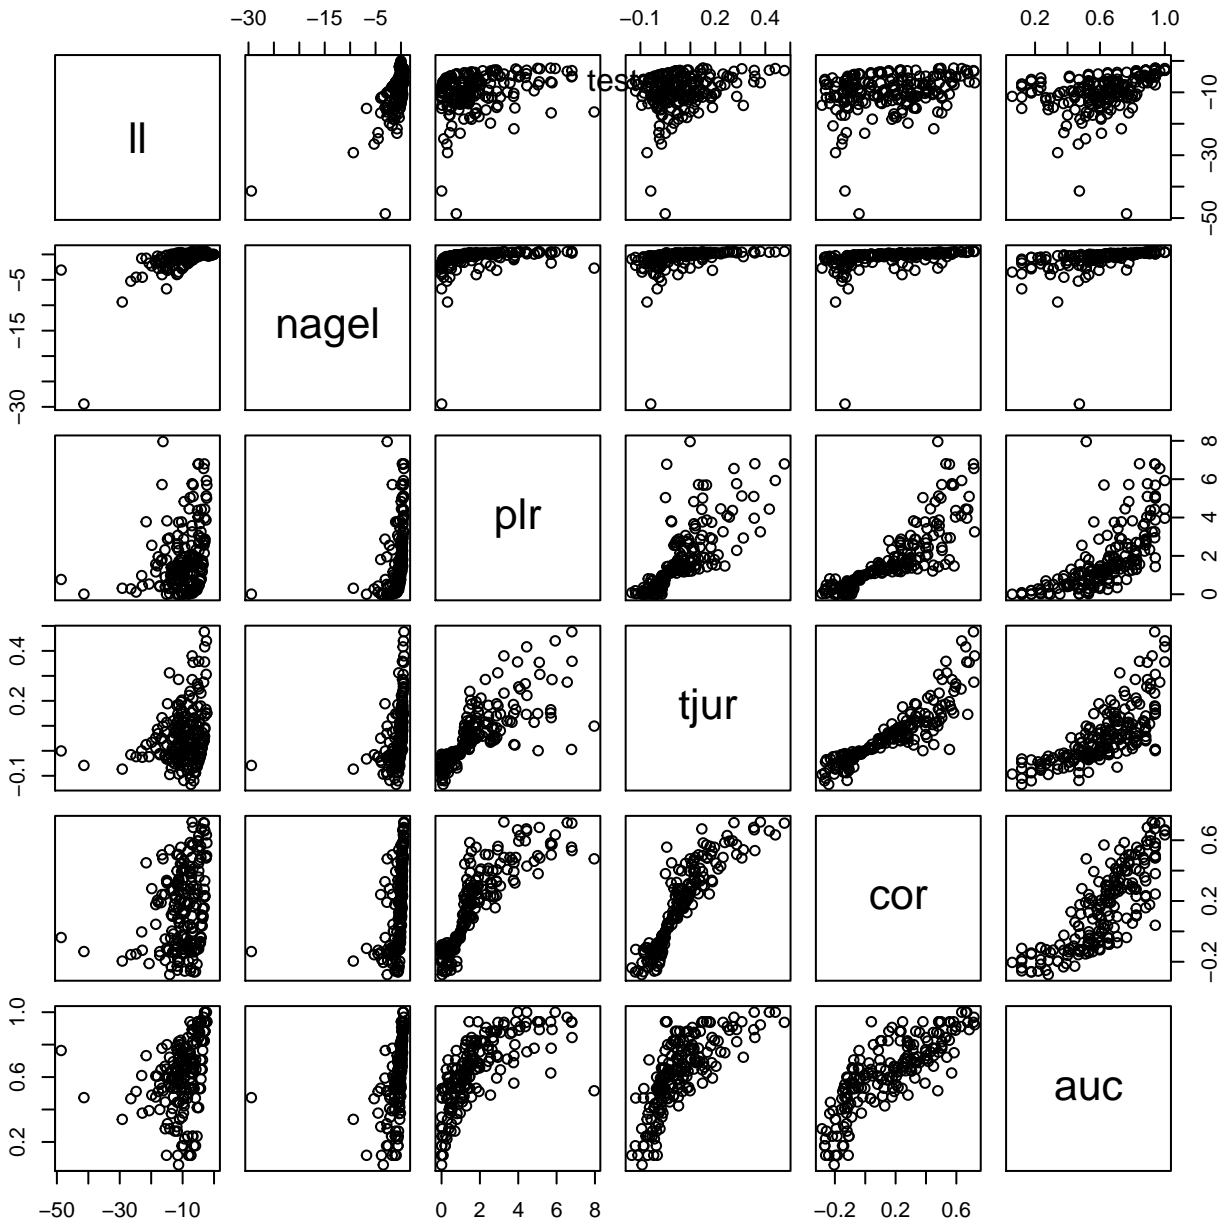 −30 −15 −5 −0.1 0.2 0.4 0.2 0.6 1.0
test
ll −50 −30 −10
−30 −15 −5 nagel
plr 0 2 4 6 8
−0.1 0.2 0.4 tjur
cor −0.2 0.2 0.6
0.2 0.6 1.0 auc
−50 −30 −10 0 2 4 6 8 −0.2 0.2 0.6